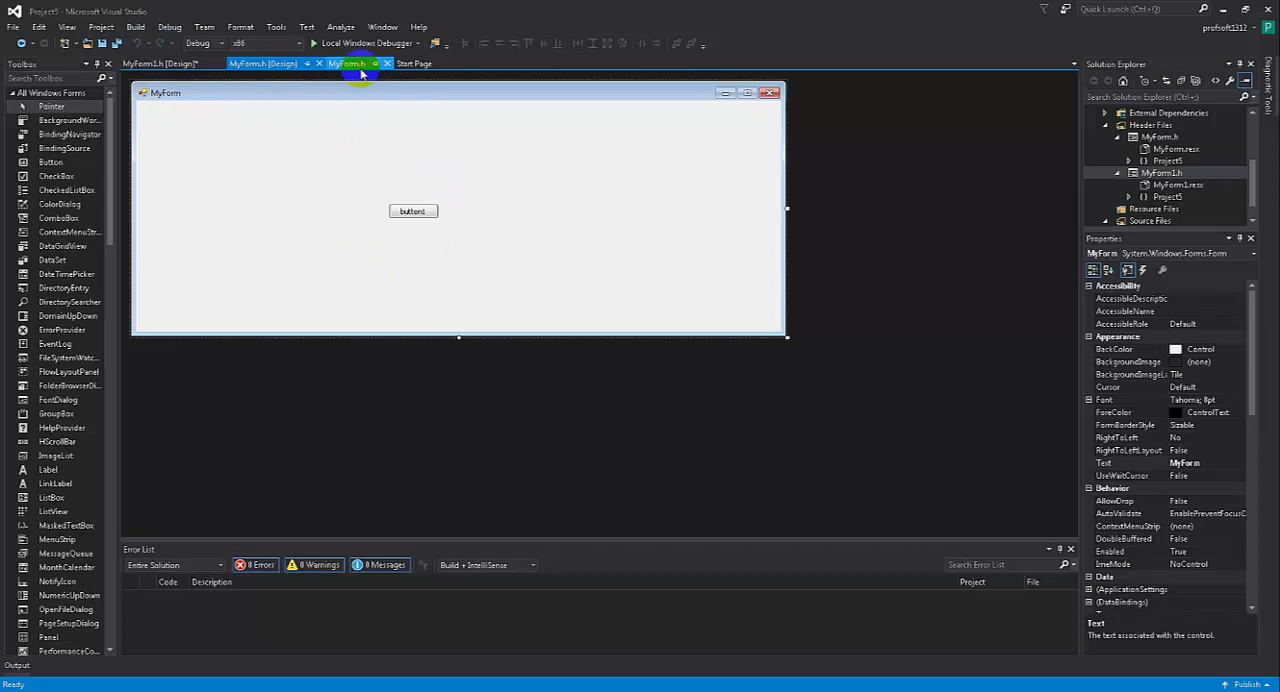 Project5 - Microsoft Visual Studio
Quick Launch (Ctrl+Q)
File Edit View Project Build Debug Team Format Tools Test Analyze Window Help
profsoft1312
Debug x86 Local Windows Debugger
Toolbox
MyForm1.h [Design]* MyForm.h [Design] MyForm.h Start Page
Solution Explorer
Diagnostic Tools
Search Toolbox
All Windows Forms
Pointer
BackgroundWor...
BindingNavigator
BindingSource
Button
CheckBox
CheckedListBox
ColorDialog
ComboBox
ContextMenuStr...
DataGridView
DataSet
DateTimePicker
DirectoryEntry
DirectorySearcher
DomainUpDown
ErrorProvider
EventLog
FileSystemWatc...
FlowLayoutPanel
FolderBrowserDi...
FontDialog
GroupBox
HelpProvider
HScrollBar
ImageList
Label
LinkLabel
ListBox
ListView
MaskedTextBox
MenuStrip
MessageQueue
MonthCalendar
NotifyIcon
NumericUpDown
OpenFileDialog
PageSetupDialog
Panel
PerformanceCo...
MyForm
button1
Search Solution Explorer (Ctrl+;)
External Dependencies
Header Files
MyForm.h
MyForm.resx
Project5
MyForm1.h
MyForm1.resx
Project5
Resource Files
Source Files
Properties
MyForm System.Windows.Forms.Form
Accessibility
AccessibleDescriptic
AccessibleName
AccessibleRole Default
Appearance
BackColor Control
BackgroundImage (none)
BackgroundImageL Tile
Cursor Default
Font Tahoma; 8pt
ForeColor ControlText
FormBorderStyle Sizable
RightToLeft No
RightToLeftLayout False
Text MyForm
UseWaitCursor False
Behavior
AllowDrop False
AutoValidate EnablePreventFocusC
ContextMenuStrip (none)
DoubleBuffered False
Enabled True
ImeMode NoControl
Data
(ApplicationSettings
(DataBindings)
Text
The text associated with the control.
Error List
Entire Solution 8 Errors 8 Warnings 8 Messages Build + IntelliSense Search Error List
Code Description Project File
Output
Ready Publish